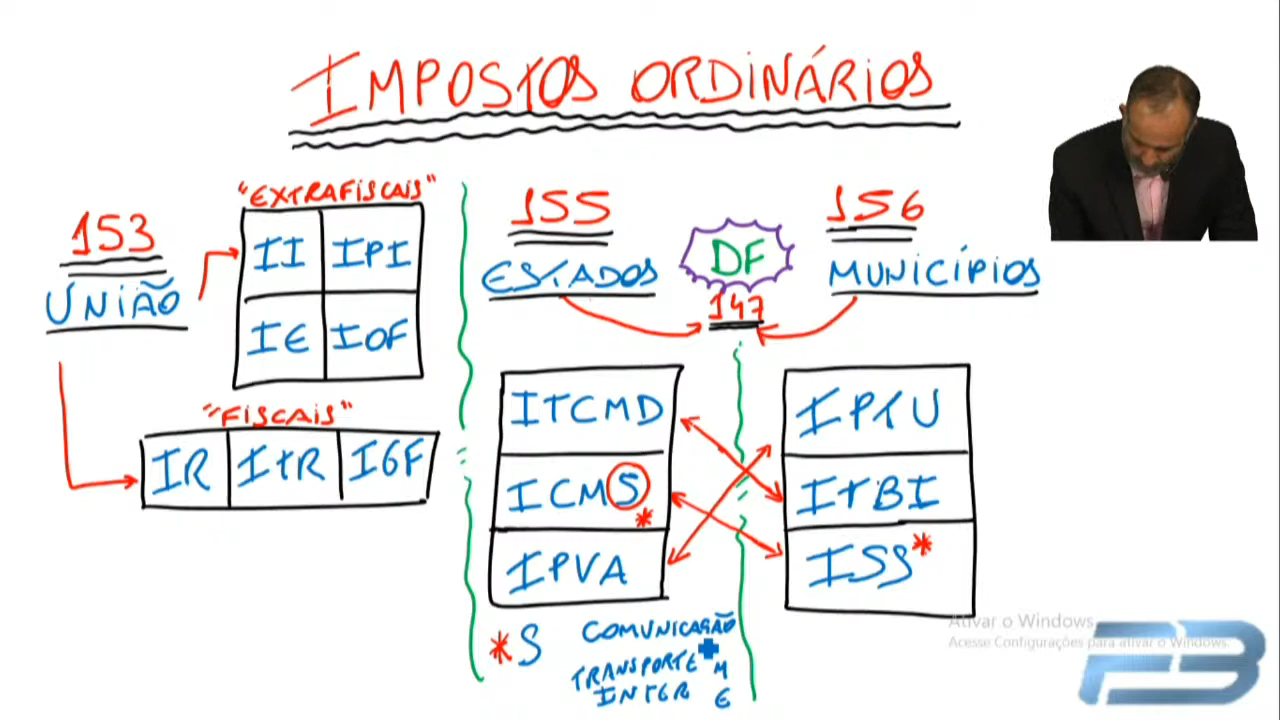 IMPOSTOS ORDINÁRIOS
"EXTRAFISCAIS"
153
UNIÃO
II IPI
IE IOF
"FISCAIS"
IR ITR IGF
155
ESTADOS
DF
147
156
MUNICÍPIOS
ITCMD
ICMS
*
IPVA
IPTU
ITBI
ISS*
*S
COMUNICAÇÃO
TRANSPORTE
INTER
M
E
Ativar o Windows
Acesse Configurações para ativar o Windows.